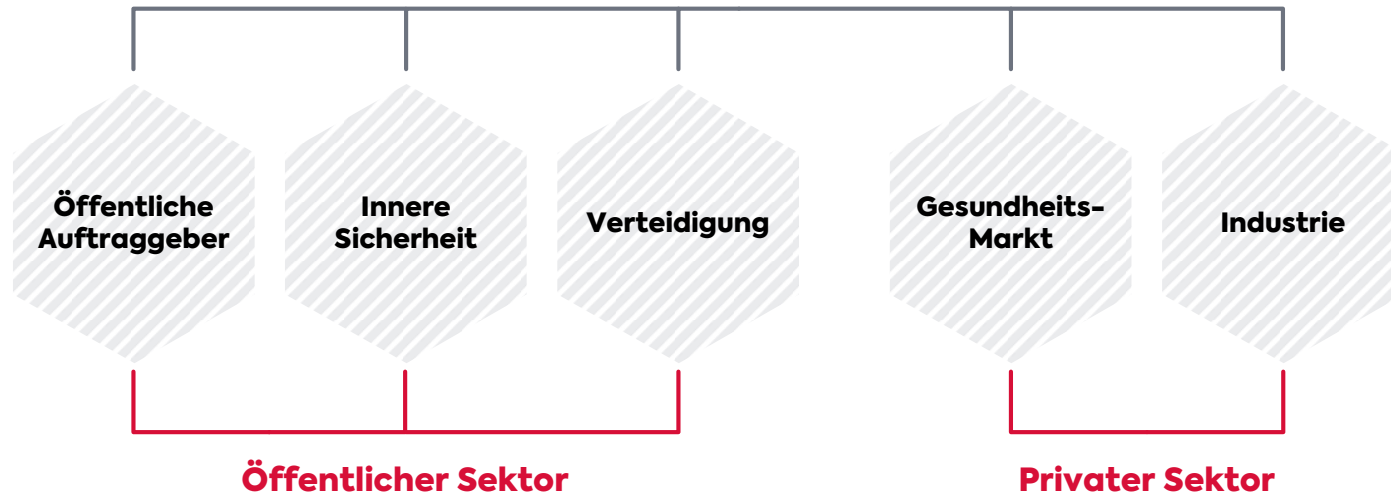 Öffentliche
Auftraggeber
Innere
Sicherheit
Verteidigung
Gesundheits-
Markt
Industrie
Öffentlicher Sektor
Privater Sektor